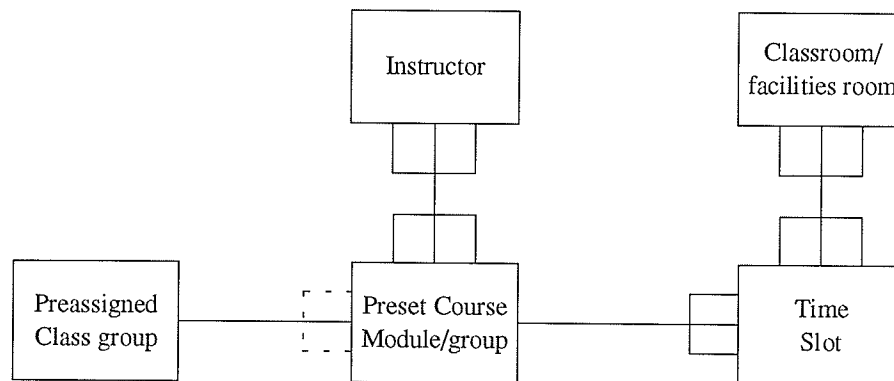 Instructor
Classroom/
facilities room
Preassigned
Class group
Preset Course
Module/group
Time
Slot